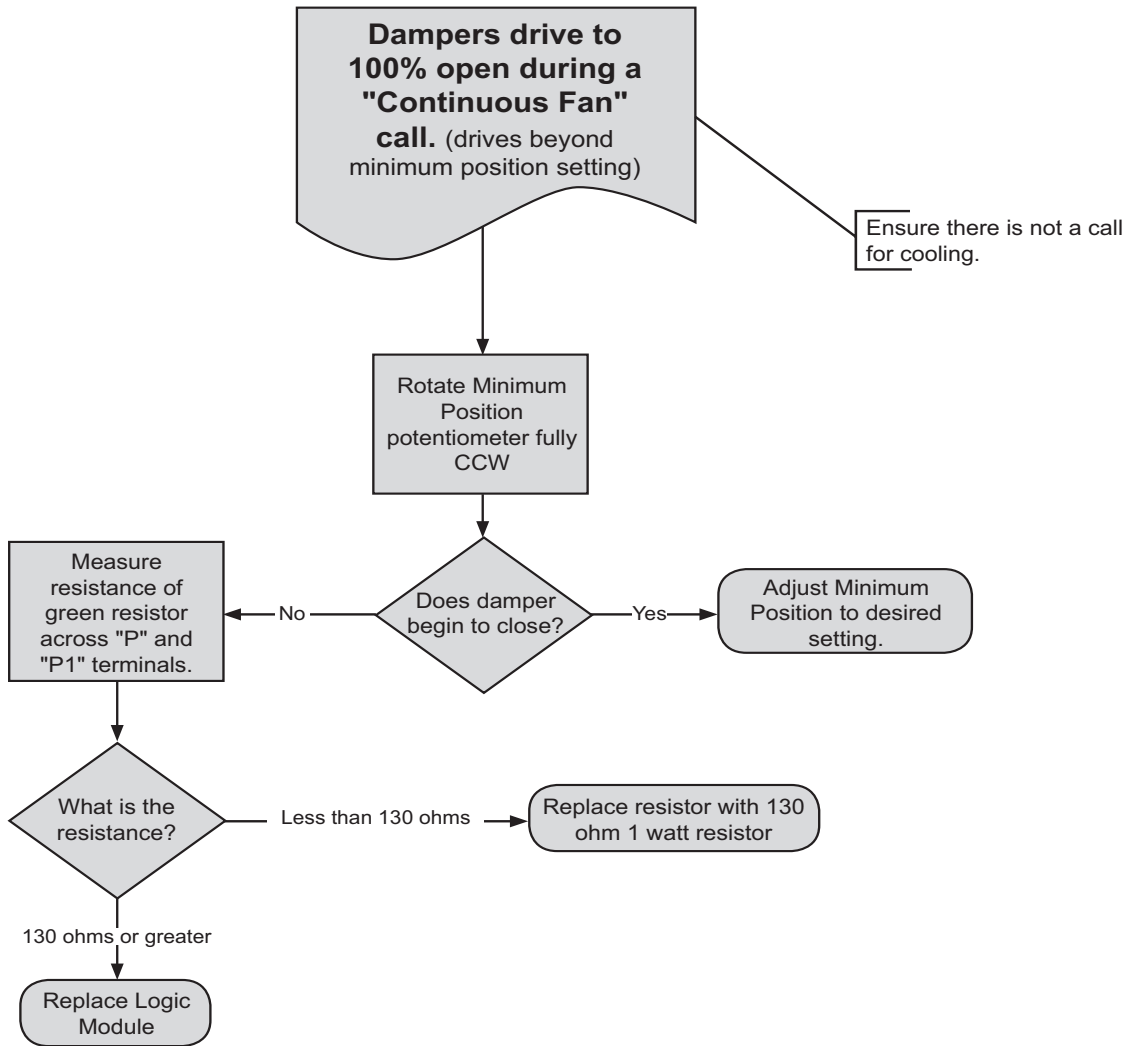 Dampers drive to
100% open during a
"Continuous Fan"
call. (drives beyond
minimum position setting)
Ensure there is not a call
for cooling.
Rotate Minimum
Position
potentiometer fully
CCW
Does damper
begin to close?
Yes
Adjust Minimum
Position to desired
setting.
No
Measure
resistance of
green resistor
across "P" and
"P1" terminals.
What is the
resistance?
Less than 130 ohms
Replace resistor with 130
ohm 1 watt resistor
130 ohms or greater
Replace Logic
Module